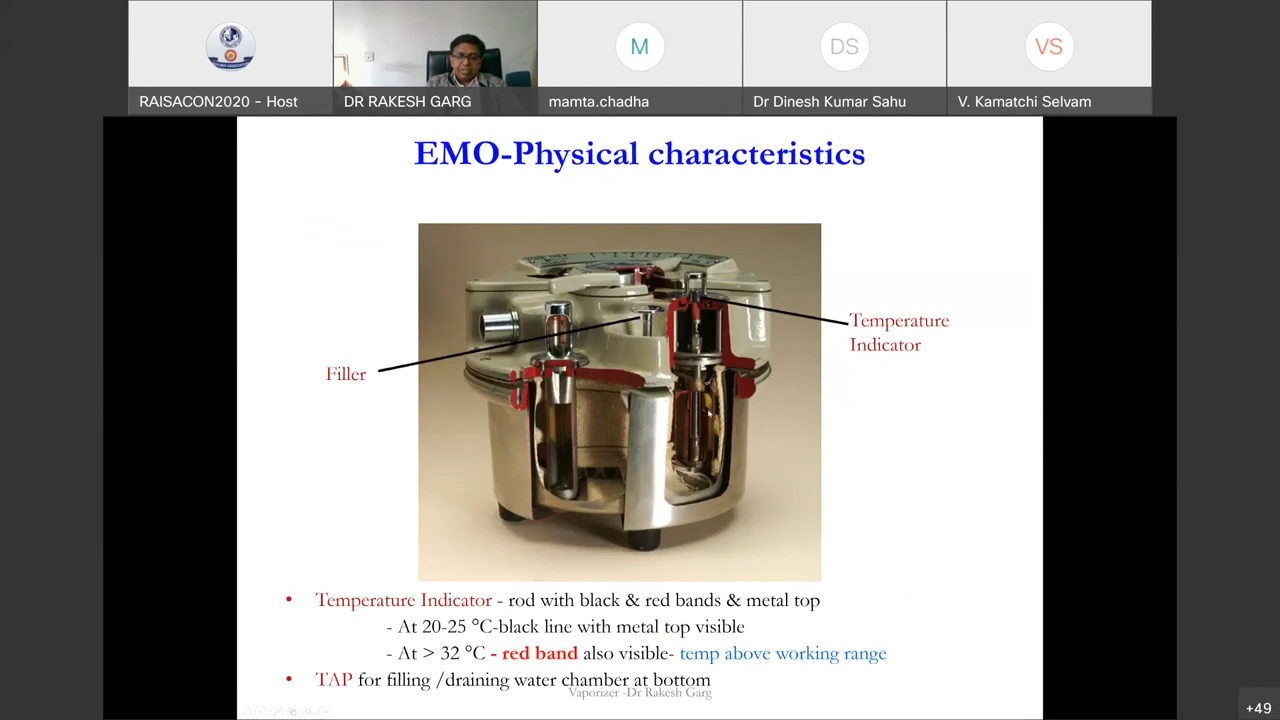 RAISACON2020 - Host
DR RAKESH GARG
M
mamta.chadha
DS
Dr Dinesh Kumar Sahu
VS
V. Kamatchi Selvam
EMO-Physical characteristics
Temperature
Indicator
Filler
• Temperature Indicator - rod with black & red bands & metal top
- At 20-25 °C-black line with metal top visible
- At > 32 °C - red band also visible- temp above working range
• TAP for filling /draining water chamber at bottom
Vaporizer -Dr Rakesh Garg
+49